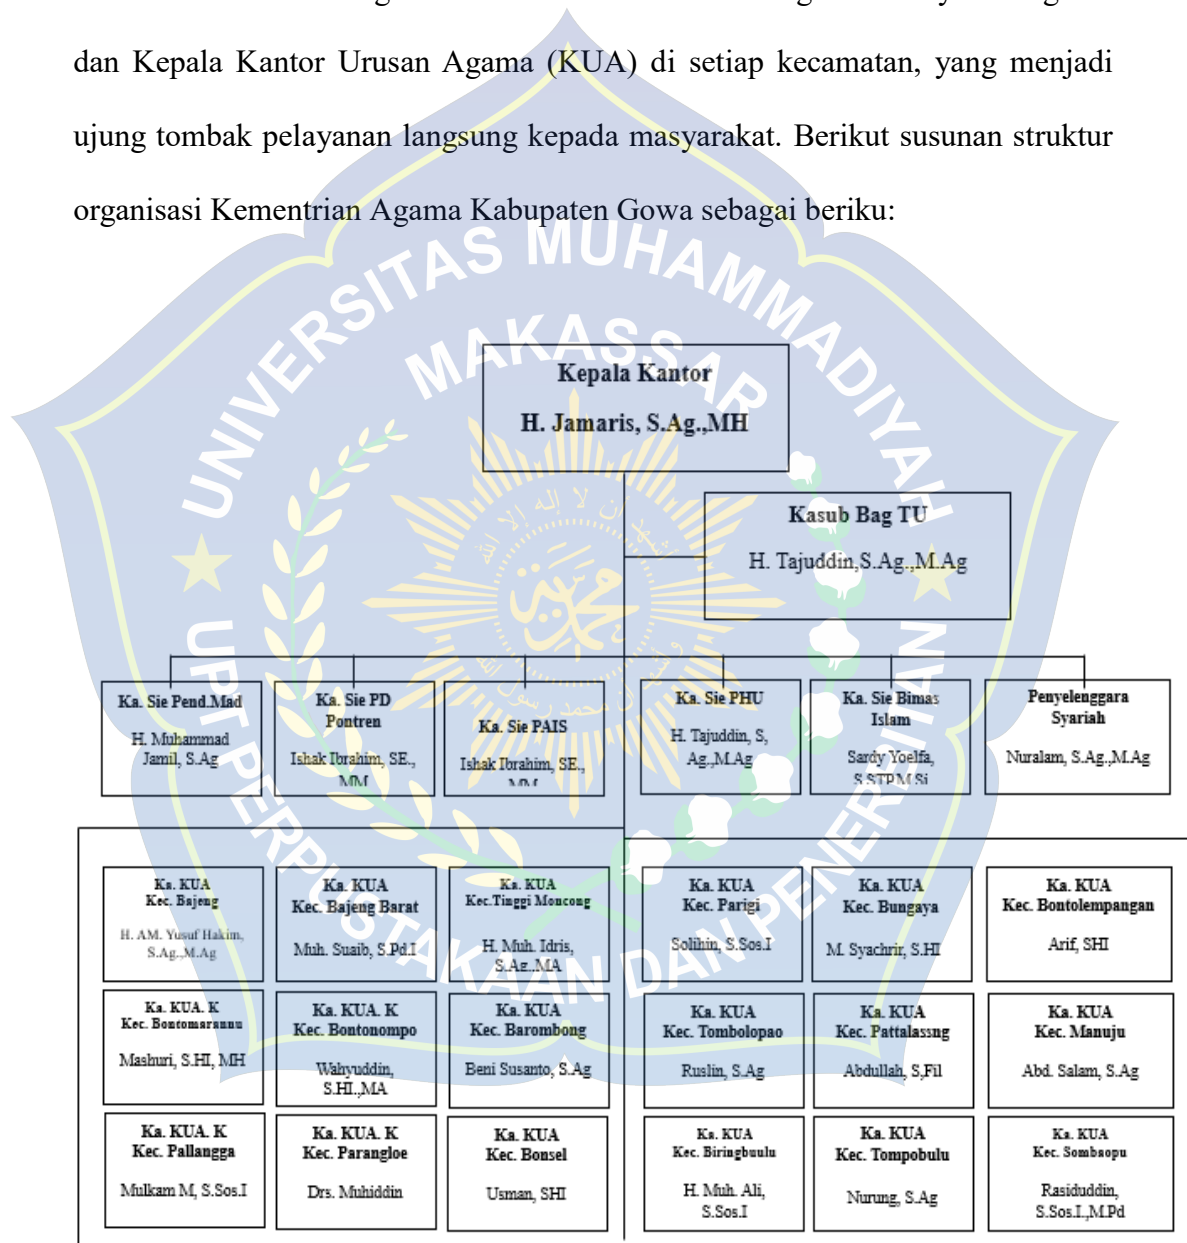 dan Kepala Kantor Urusan Agama (KUA) di setiap kecamatan, yang menjadi
ujung tombak pelayanan langsung kepada masyarakat. Berikut susunan struktur
organisasi Kementrian Agama Kabupaten Gowa sebagai beriku:
UNIVERSITAS MUHAMMADIYAH
MAKASSAR
UPT PERPUSTAKAAN DAN PENERBITAN
Kepala Kantor
H. Jamaris, S.Ag.,MH
Kasub Bag TU
H. Tajuddin,S.Ag.,M.Ag
Ka. Sie Pend.Mad
H. Muhammad
Jamil, S.Ag
Ka. Sie PD
Pontren
Ishak Ibrahim, SE.,
MM
Ka. Sie PAIS
Ishak Ibrahim, SE.,
Ka. Sie PHU
H. Tajuddin, S,
Ag.,M.Ag
Ka. Sie Bimas
Islam
Sardy Yoelfa,
S.STP.M.Si
Penyelenggara
Syariah
Nuralam, S.Ag.,M.Ag
Ka. KUA
Kec. Bajeng
H. AM. Yusuf Hakim,
S.Ag.,M.Ag
Ka. KUA
Kec. Bajeng Barat
Muh. Suaib, S.Pd.I
Ka. KUA
Kec.Tinggi Moncong
H. Muh. Idris,
S.Ag.,MA
Ka. KUA
Kec. Parigi
Solihin, S.Sos.I
Ka. KUA
Kec. Bungaya
M. Syachrir, S.HI
Ka. KUA
Kec. Bontolempangan
Arif, SHI
Ka. KUA. K
Kec. Bontomarannu
Mashuri, S.HI, MH
Ka. KUA. K
Kec. Bontonompo
Wahyuddin,
S.HI.,MA
Ka. KUA
Kec. Barombong
Beni Susanto, S.Ag
Ka. KUA
Kec. Tombolopao
Ruslin, S.Ag
Ka. KUA
Kec. Pattalassng
Abdullah, S,Fil
Ka. KUA
Kec. Manuju
Abd. Salam, S.Ag
Ka. KUA. K
Kec. Pallangga
Mulkam M, S.Sos.I
Ka. KUA. K
Kec. Parangloe
Drs. Muhiddin
Ka. KUA
Kec. Bonsel
Usman, SHI
Ka. KUA
Kec. Biringbuulu
H. Muh. Ali,
S.Sos.I
Ka. KUA
Kec. Tompobulu
Nurung, S.Ag
Ka. KUA
Kec. Sombaopu
Rasiduddin,
S.Sos.I.,M.Pd